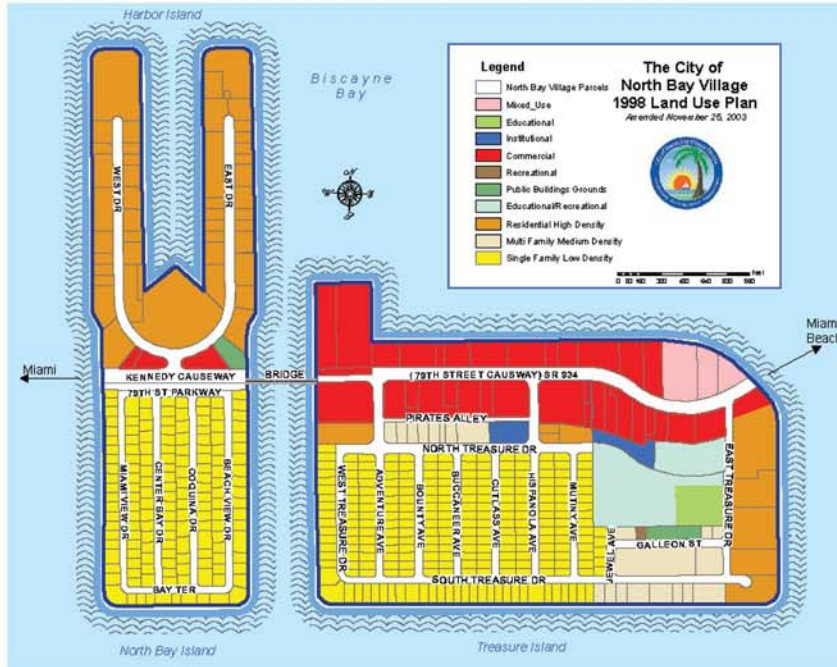 Harbor Island
Biscayne
Bay
Legend
North Bay Village Parcels
Mixed_Use
Educational
Institutional
Commercial
Recreational
Public Buildings Grounds
Educational/Recreational
Residential High Density
Multi Family Medium Density
Single Family Low Density
The City of
North Bay Village
1998 Land Use Plan
Amended November 25, 2003
WEST DR
EAST DR
Miami
Beach
Miami
KENNEDY CAUSEWAY
BRIDGE
(79TH STREET CAUSWAY) SR 934
79TH ST PARKWAY
PIRATES ALLEY
NORTH TREASURE DR
MIAMI VIEW DR
CENTER BAY DR
COQUINA DR
BEACH VIEW DR
WEST TREASURE DR
ADVENTURE AVE
BOUNTY AVE
BUCCANEER AVE
CUTLASS AVE
HISPANOLA AVE
MUTINY AVE
JEWEL AVE
EAST TREASURE DR
GALLEON ST
SOUTH TREASURE DR
BAY TER
North Bay Island
Treasure Island